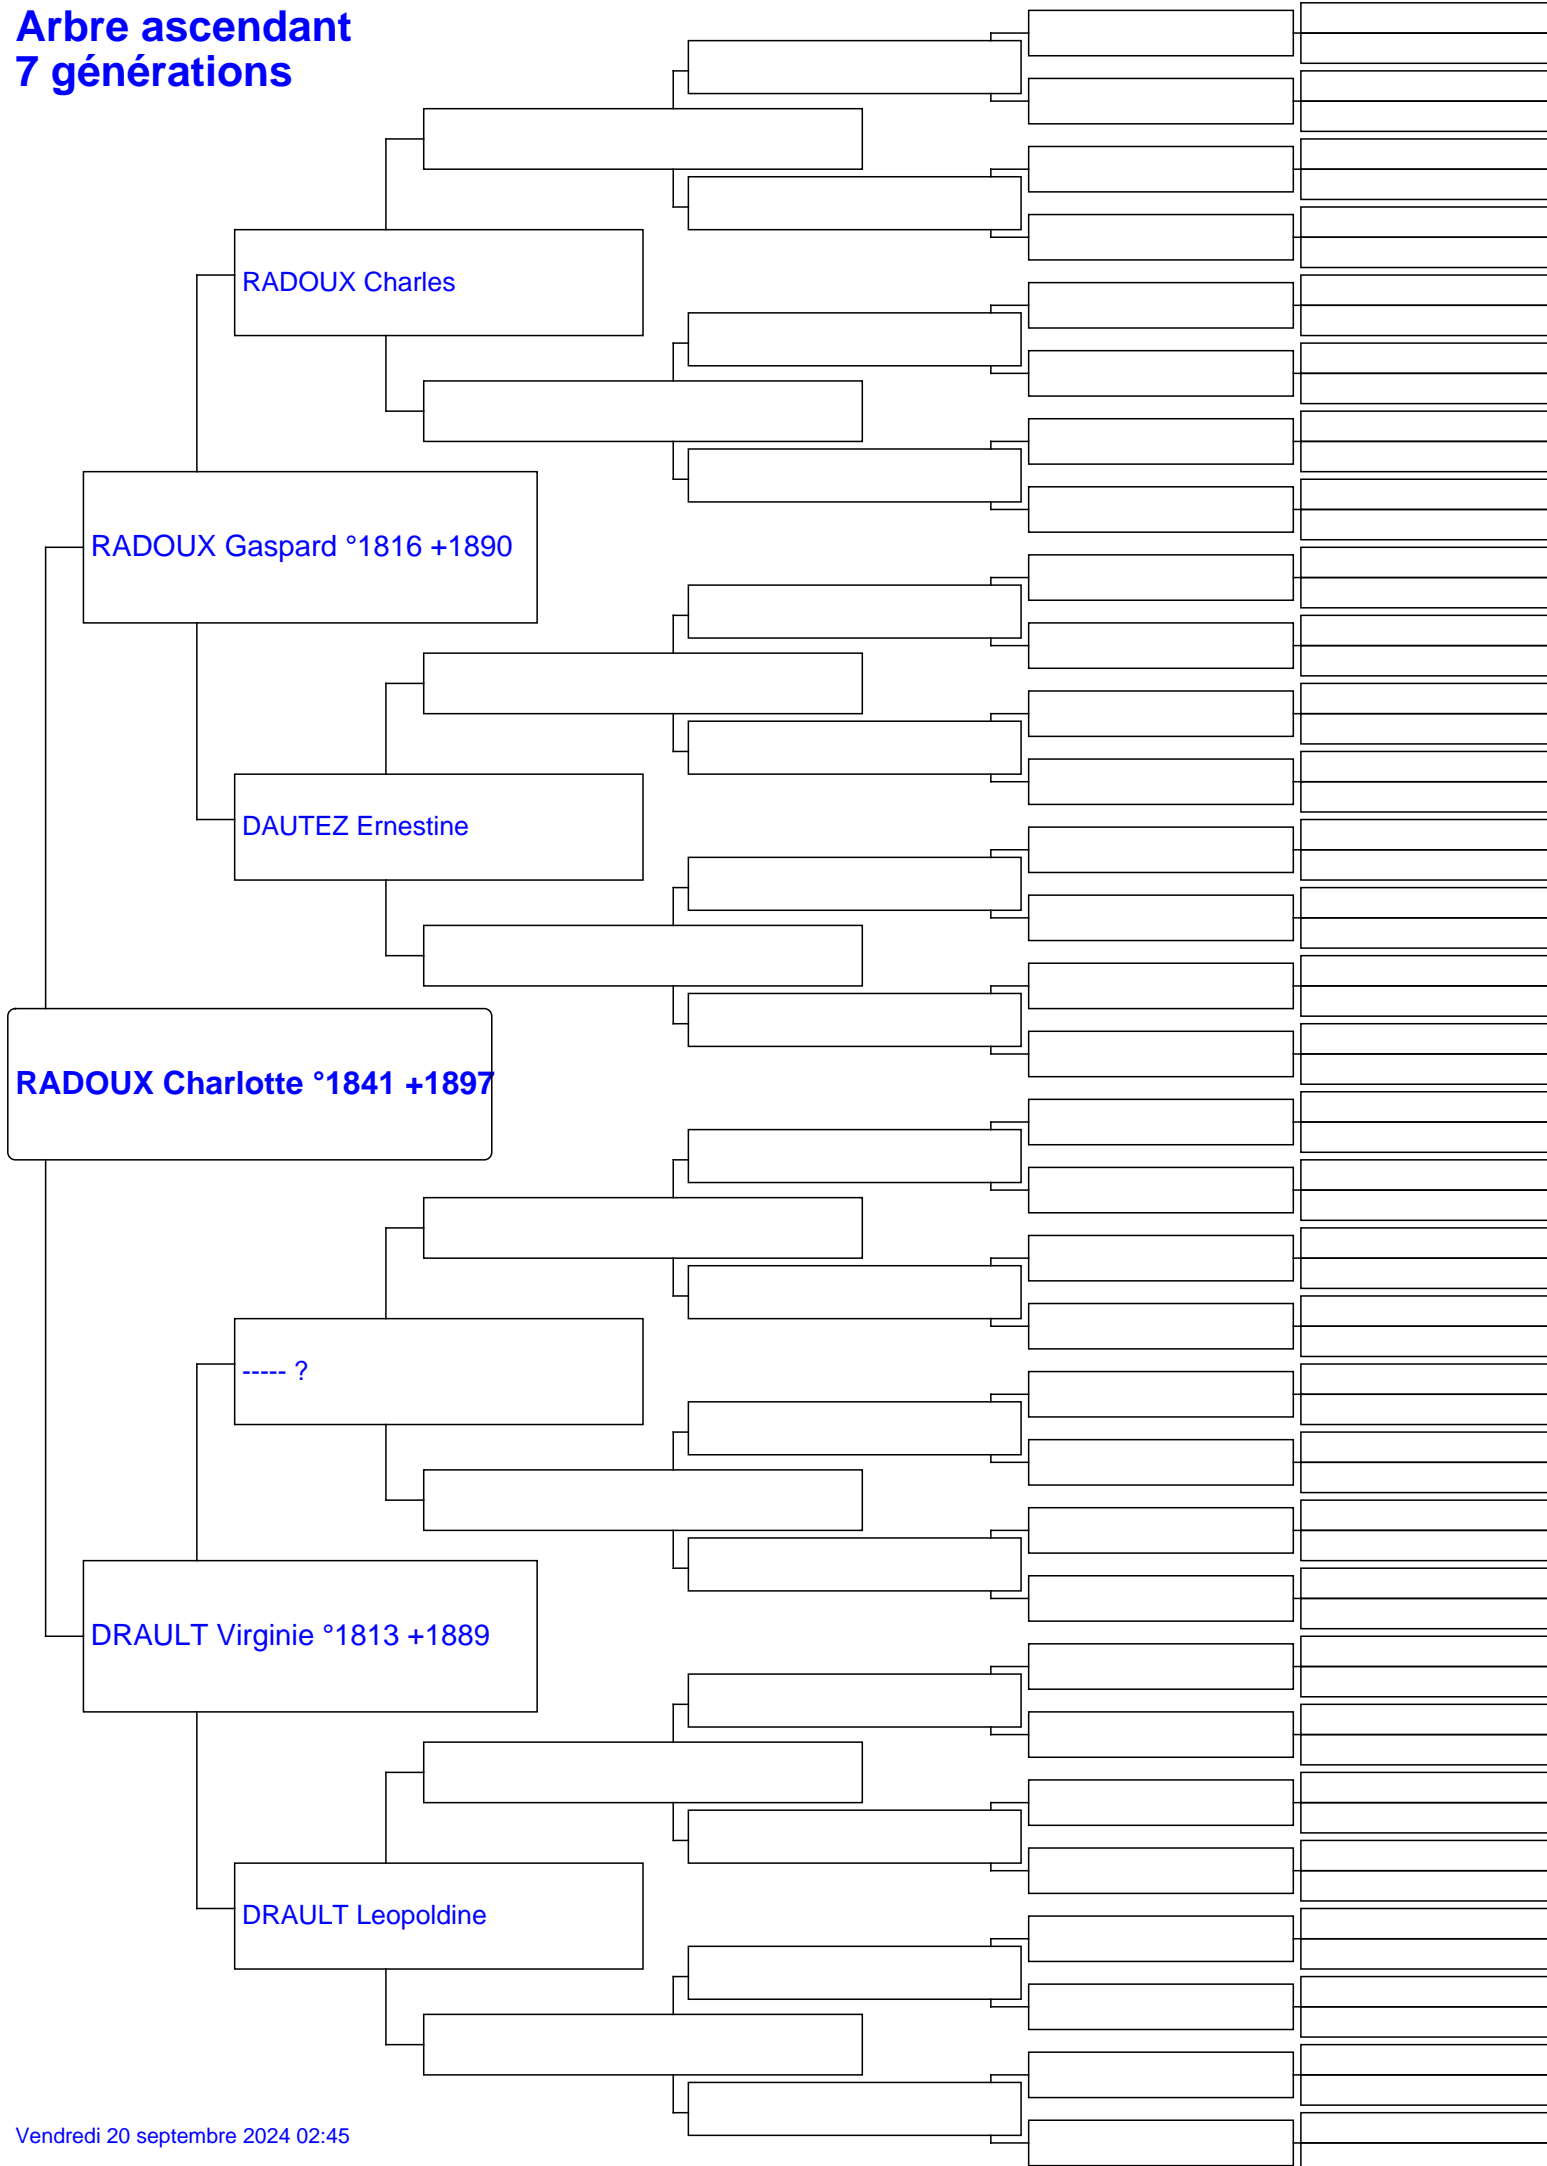 Arbre ascendant
7 générations
RADOUX Charles
RADOUX Gaspard °1816 +1890
DAUTEZ Ernestine
RADOUX Charlotte °1841 +1897
----- ?
DRAULT Virginie °1813 +1889
DRAULT Leopoldine
Vendredi 20 septembre 2024 02:45